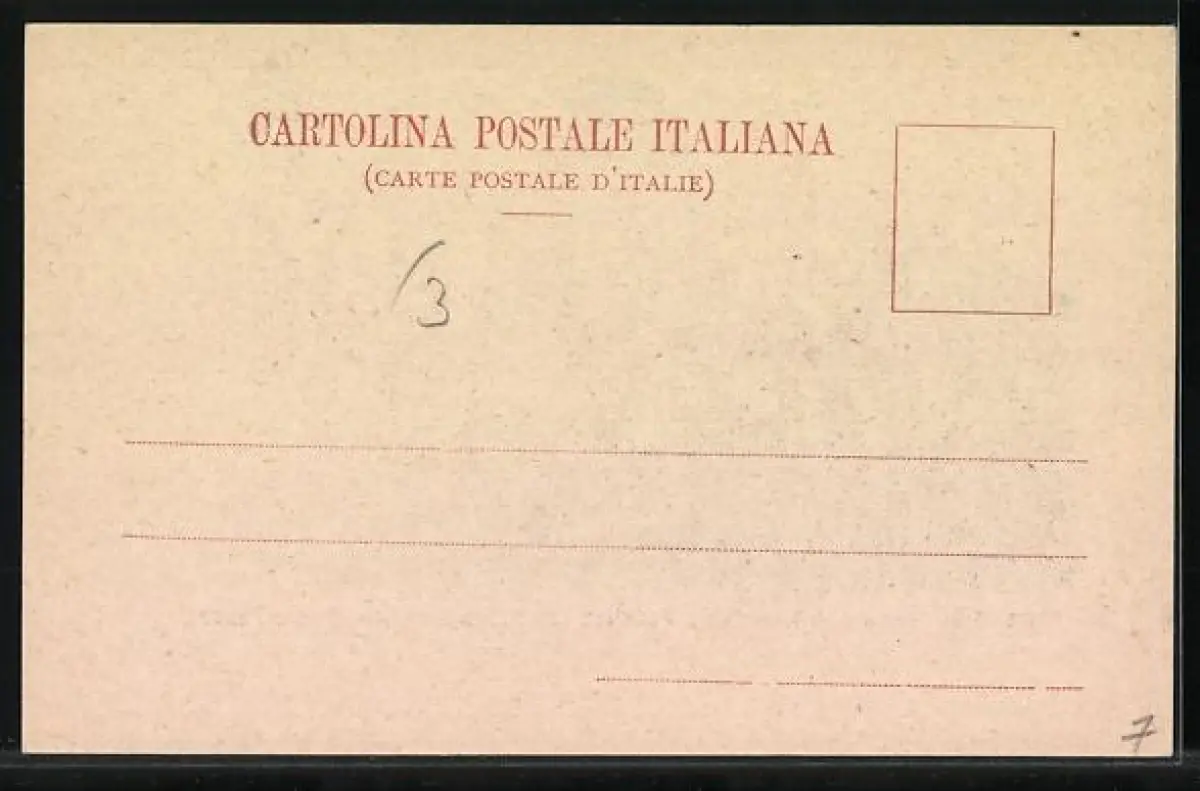 CARTOLINA POSTALE ITALIANA
(CARTE POSTALE D'ITALIE)
3
7